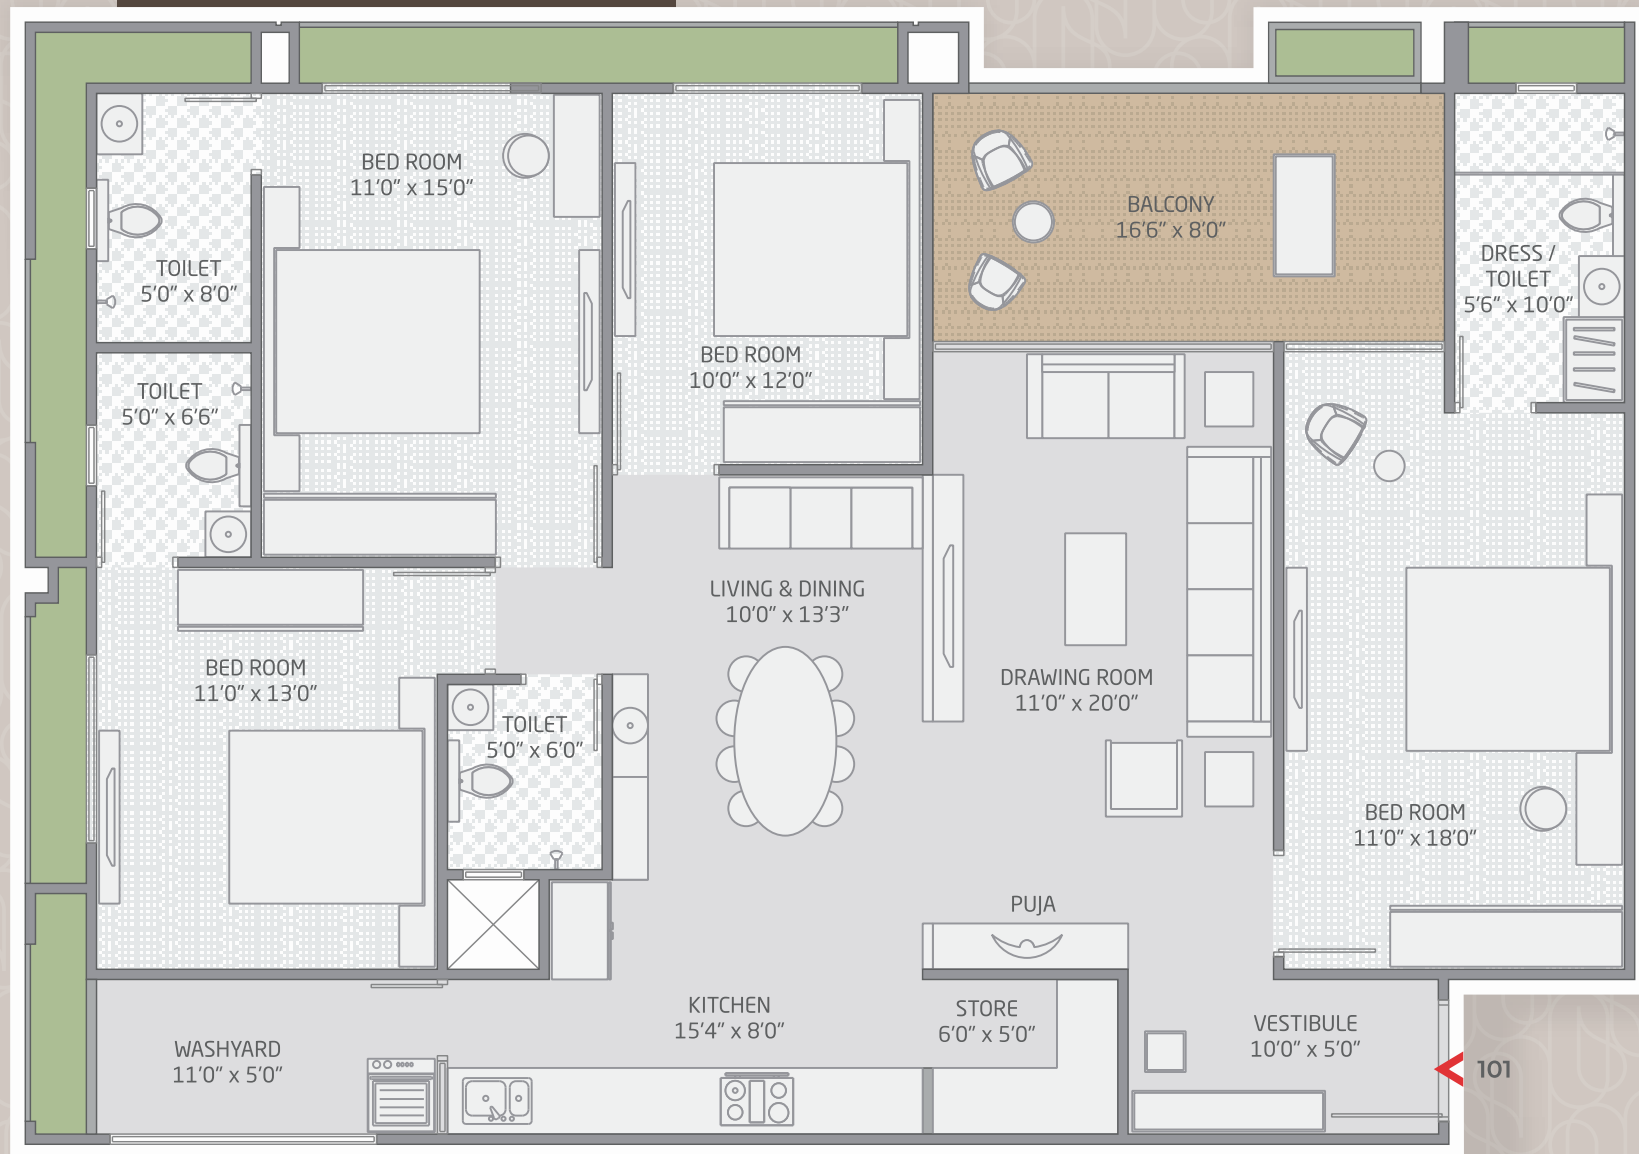 BED ROOM
11'0" x 15'0"
TOILET
5'0" x 8'0"
BED ROOM
10'0" x 12'0"
BALCONY
16'6" x 8'0"
DRESS /
TOILET
5'6" x 10'0"
TOILET
5'0" x 6'6"
LIVING & DINING
10'0" x 13'3"
BED ROOM
11'0" x 13'0"
DRAWING ROOM
11'0" x 20'0"
TOILET
5'0" x 6'0"
BED ROOM
11'0" x 18'0"
PUJA
KITCHEN
15'4" x 8'0"
STORE
6'0" x 5'0"
VESTIBULE
10'0" x 5'0"
WASHYARD
11'0" x 5'0"
101